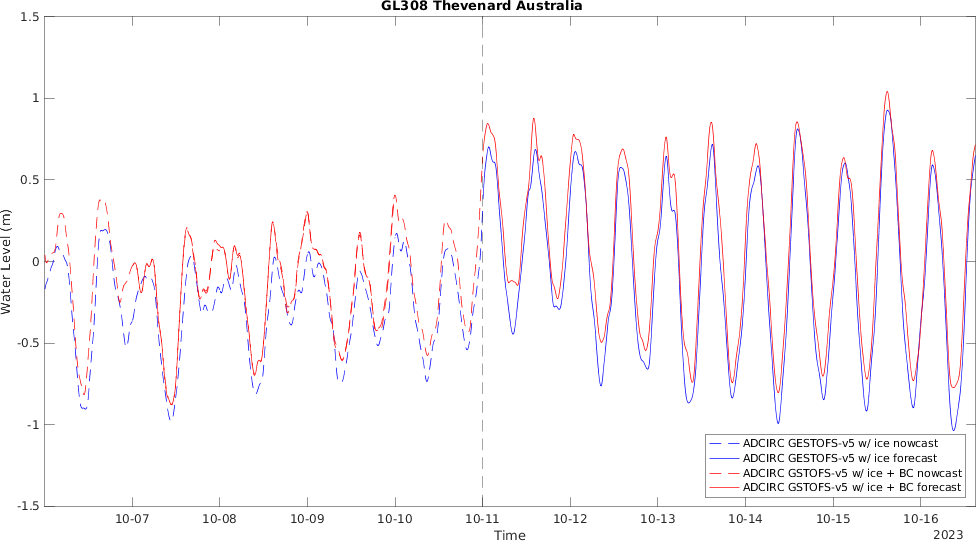 GL308 Thevenard Australia
1.5
1
0.5
0
-0.5
-1
-1.5
Water Level (m)
10-07
10-08
10-09
10-10
10-11
10-12
10-13
10-14
10-15
10-16
Time
2023
ADCIRC GESTOFS-v5 w/ ice nowcast
ADCIRC GESTOFS-v5 w/ ice forecast
ADCIRC GSTOFS-v5 w/ ice + BC nowcast
ADCIRC GSTOFS-v5 w/ ice + BC forecast